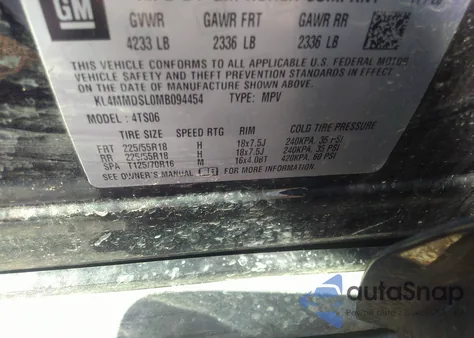 GM
GVWR GAWR FRT GAWR RR
4233 LB 2336 LB 2336 LB
THIS VEHICLE CONFORMS TO ALL APPLICABLE U.S. FEDERAL MOTOR
VEHICLE SAFETY AND THEFT PREVENTION STANDARDS IN EFFECT ON THE
DATE OF MANUFACTURE SHOWN ABOVE.
KL4MMDSL0MB094454 TYPE: MPV
MODEL: 4TS06
TIRE SIZE SPEED RTG RIM COLD TIRE PRESSURE
FRT 225/55R18 H 18x7.5J 240KPA, 35 PSI
RR 225/55R18 H 18x7.5J 240KPA, 35 PSI
SPA T125/70R16 M 16x4.0BT 420KPA, 60 PSI
SEE OWNER'S MANUAL FOR MORE INFORMATION.
autoSnap